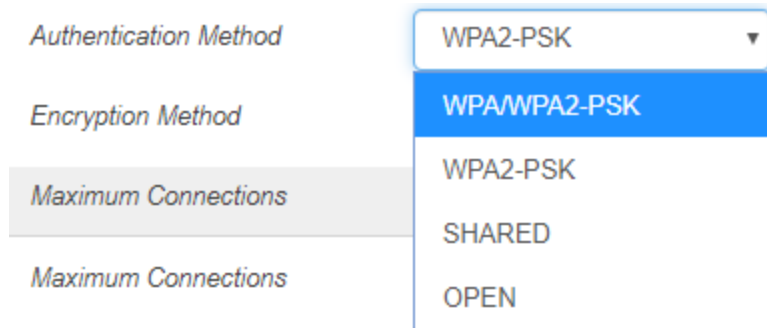 Authentication Method
WPA2-PSK
Encryption Method
WPA/WPA2-PSK
WPA2-PSK
Maximum Connections
SHARED
Maximum Connections
OPEN